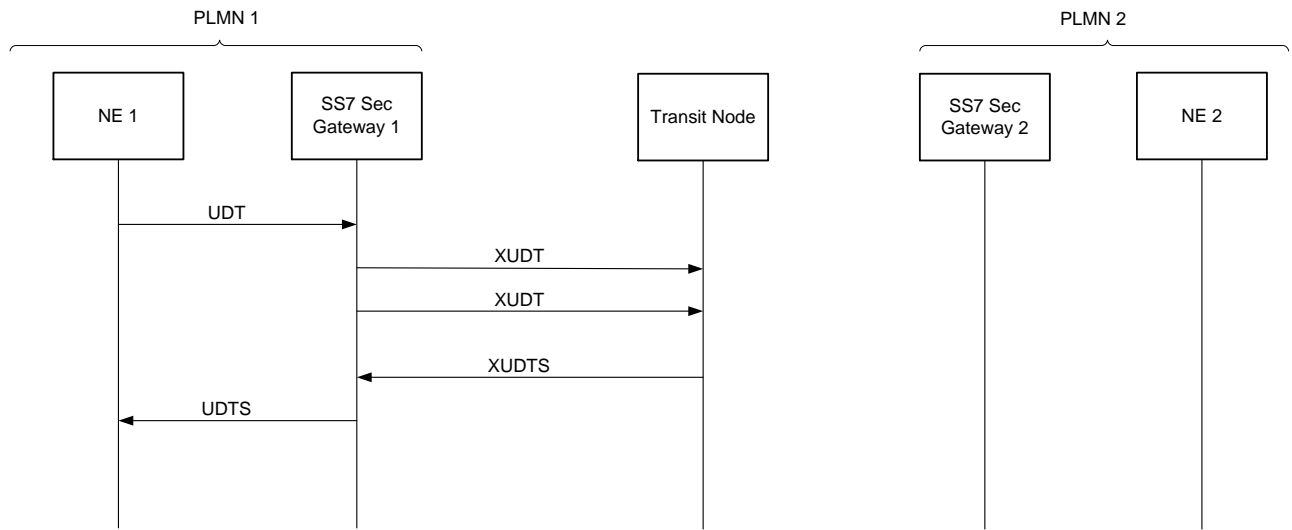 PLMN 1
PLMN 2
NE 1
SS7 Sec
Gateway 1
Transit Node
SS7 Sec
Gateway 2
NE 2
UDT
XUDT
XUDT
XUDTS
UDTS